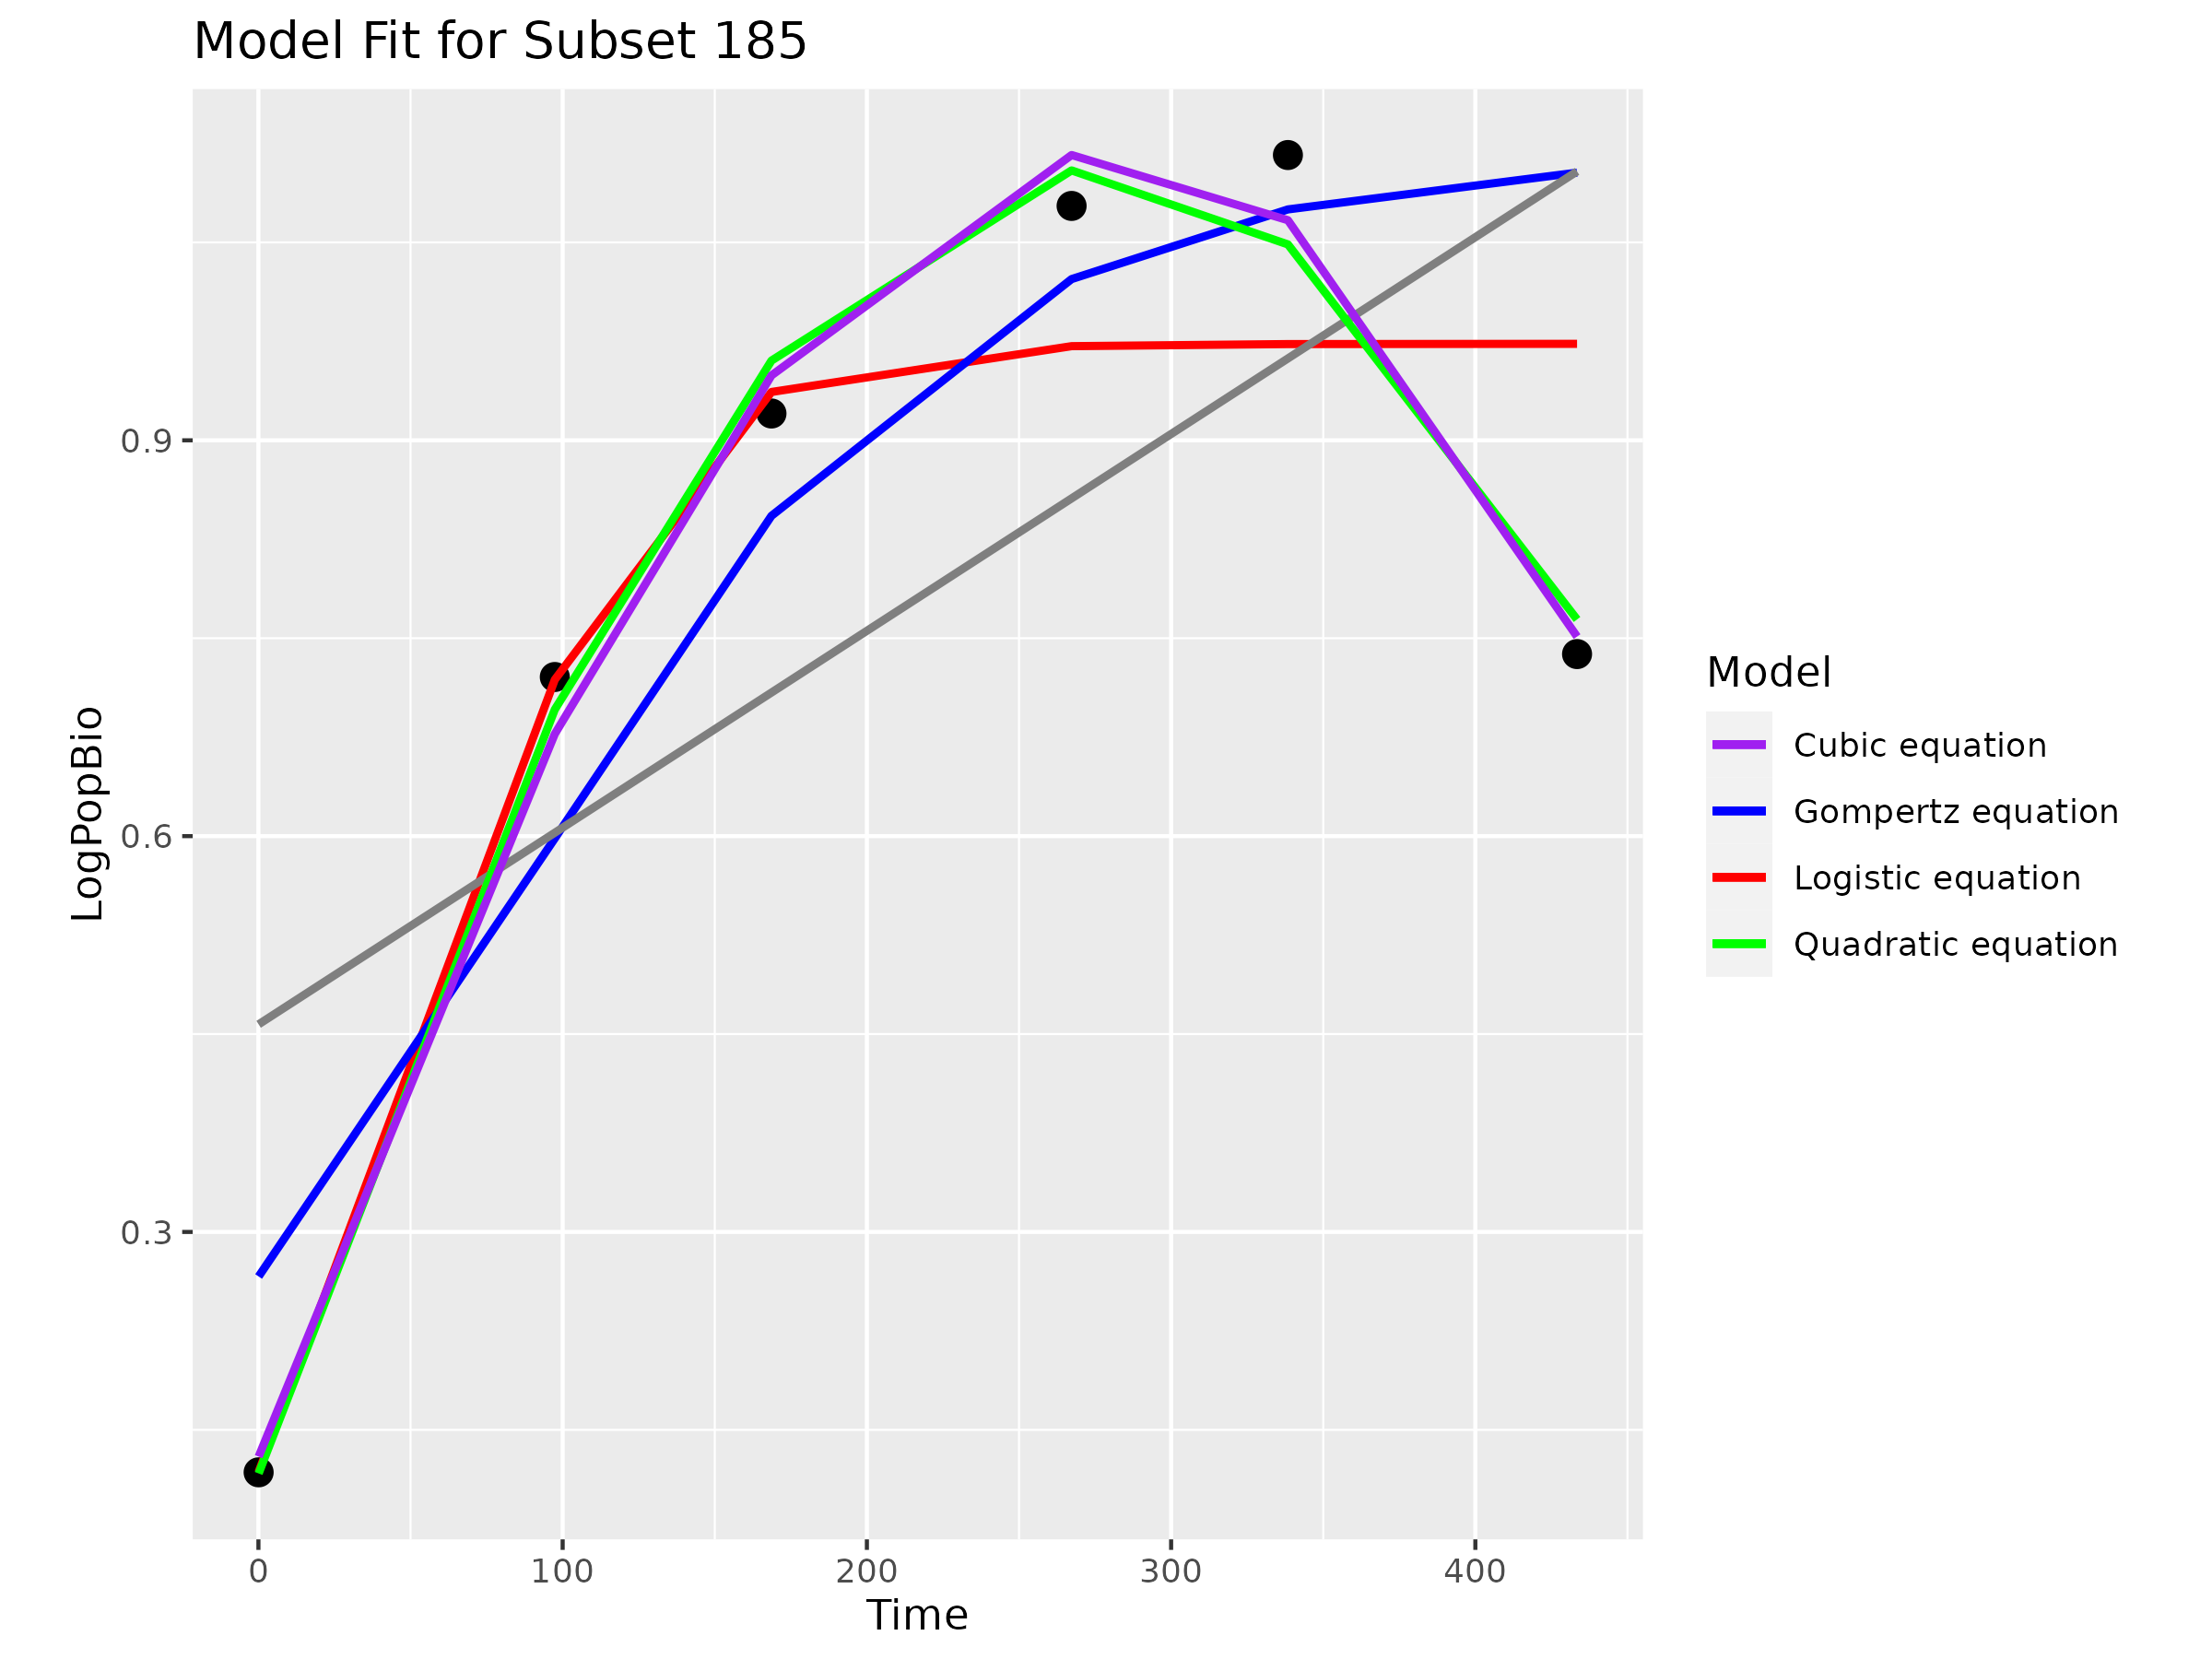 Model Fit for Subset 185
LogPopBio
0.9
0.6
0.3
0
100
200
300
400
Time
Model
Cubic equation
Gompertz equation
Logistic equation
Quadratic equation